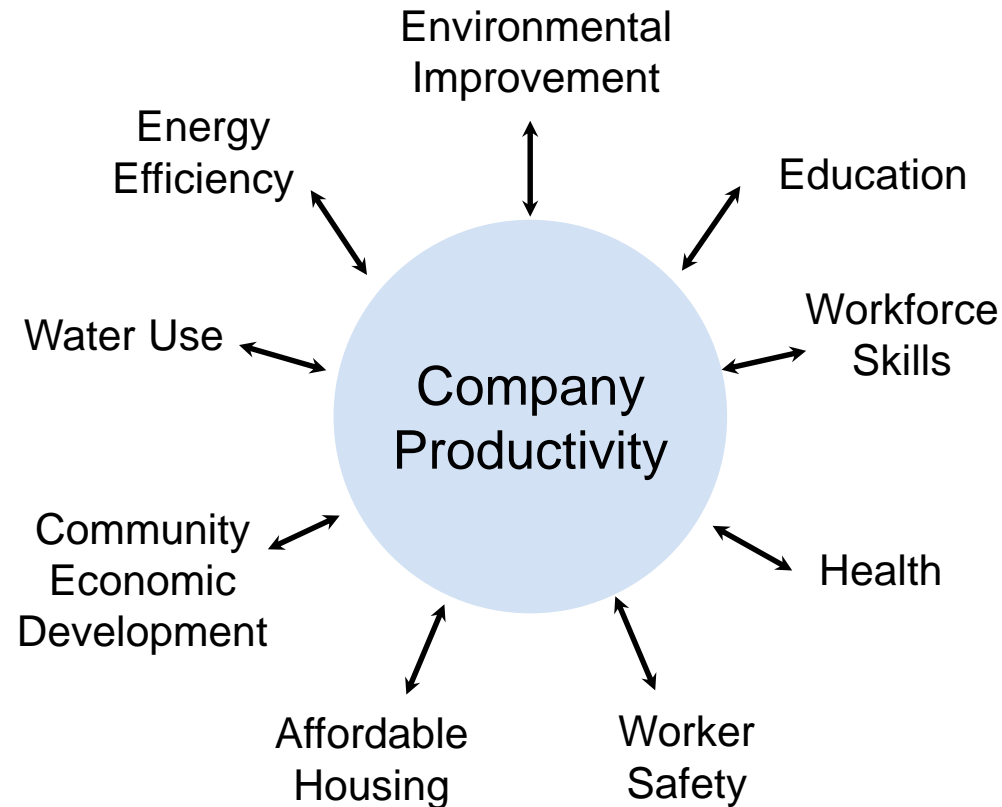 Environmental
Improvement
Energy
Efficiency
Education
Workforce
Skills
Water Use
Company
Productivity
Community
Economic
Development
Health
Affordable
Housing
Worker
Safety